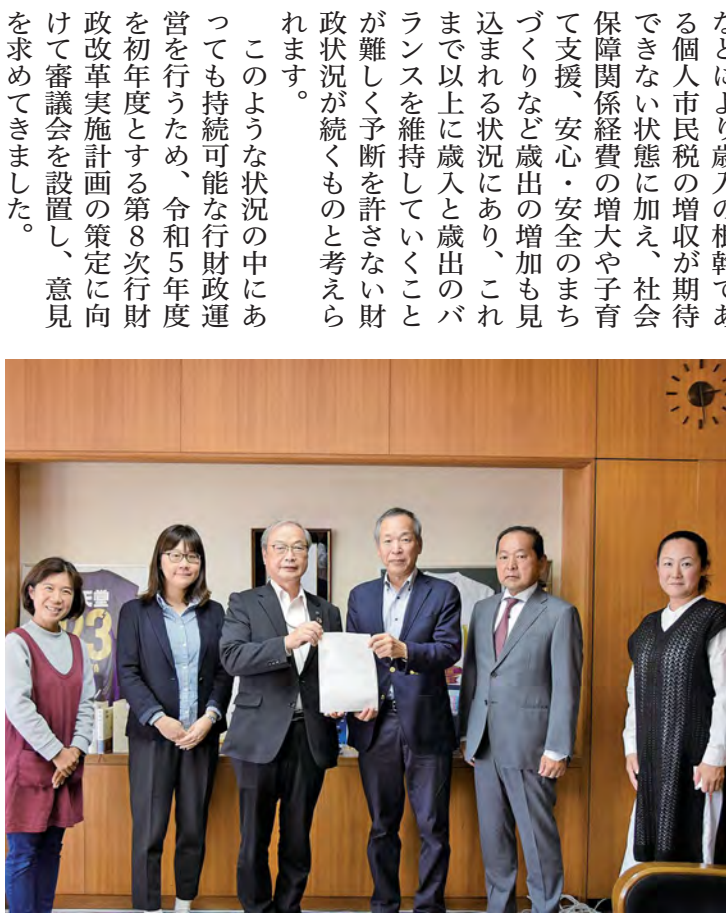 などにより歳入の根幹であ
る個人市民税の増収が期待
できない状態に加え、社会
保障関係経費の増大や子育
て支援、安心・安全のまち
づくりなど歳出の増加も見
込まれる状況にあり、これ
まで以上に歳入と歳出のバ
ランスを維持していくこと
が難しく予断を許さない財
政状況が続くものと考えら
れます。
このような状況の中にあ
っても持続可能な行財政運
営を行うため、令和５年度
を初年度とする第８次行財
政改革実施計画の策定に向
けて審議会を設置し、意見
を求めてきました。
23